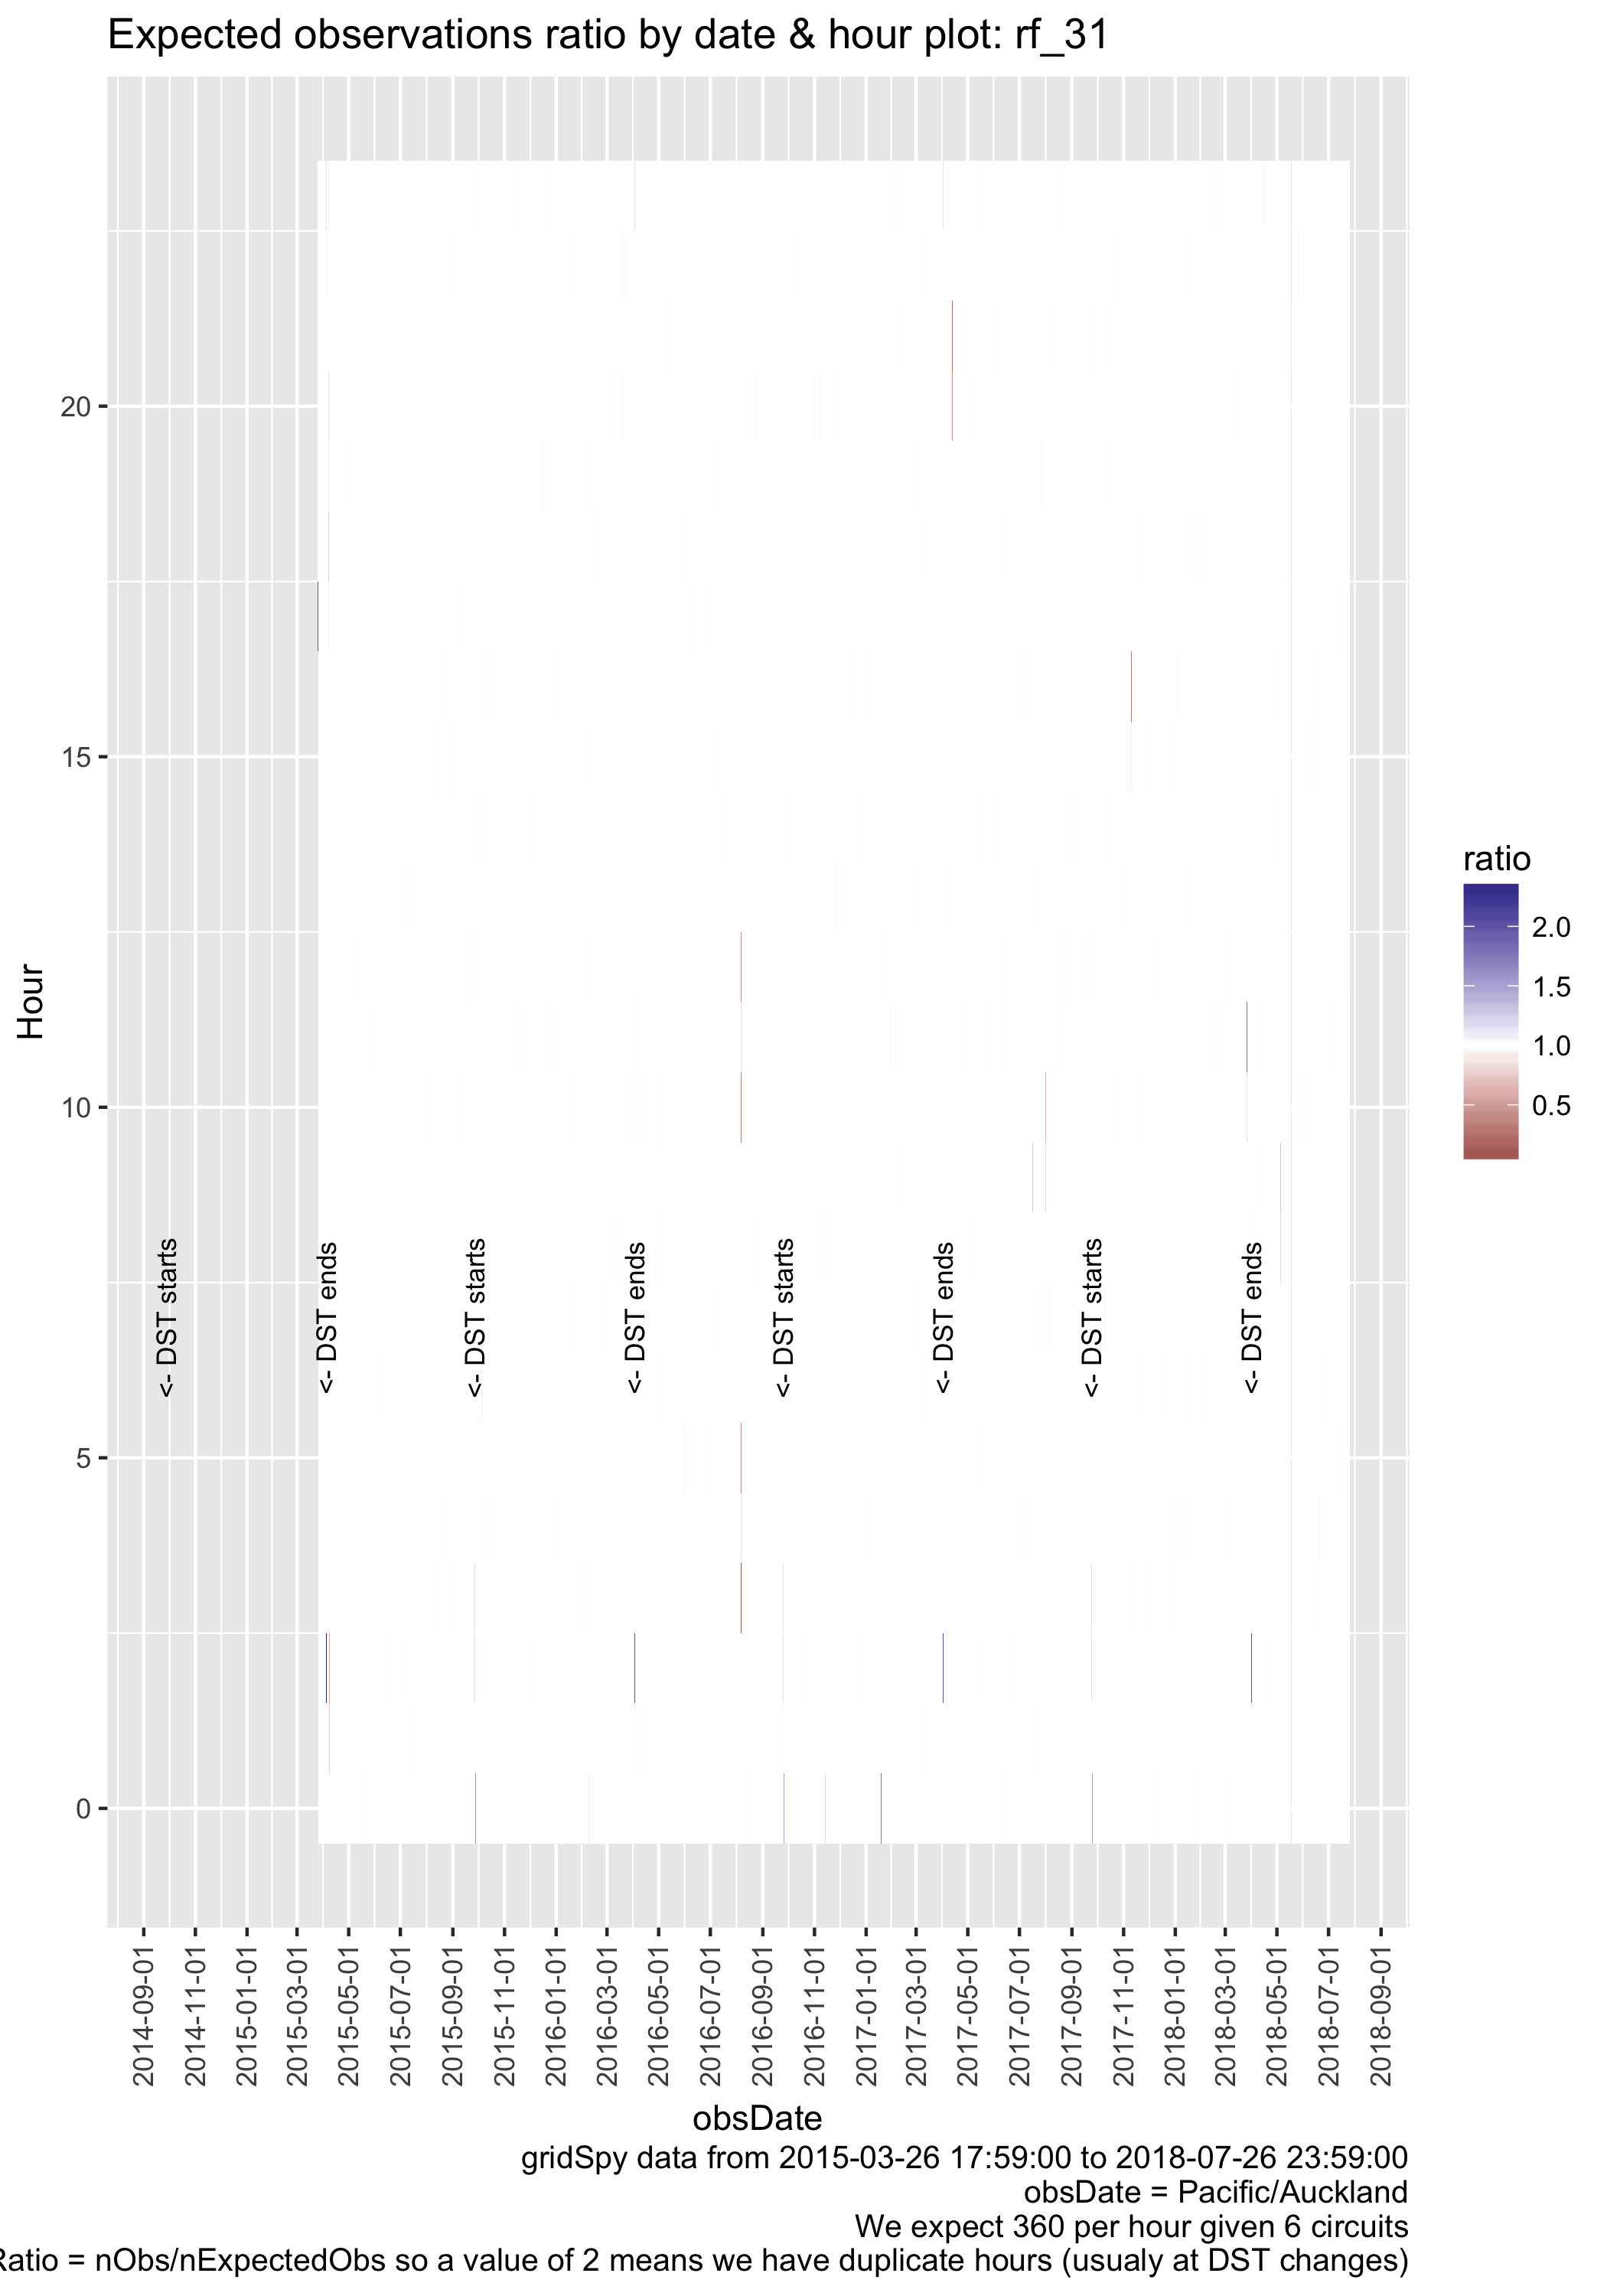 Expected observations ratio by date & hour plot: rf_31
Hour
20
15
10
5
0
<- DST starts
<- DST ends
<- DST starts
<- DST ends
<- DST starts
<- DST ends
<- DST starts
<- DST ends
ratio
2.0
1.5
1.0
0.5
2014-09-01
2014-11-01
2015-01-01
2015-03-01
2015-05-01
2015-07-01
2015-09-01
2015-11-01
2016-01-01
2016-03-01
2016-05-01
2016-07-01
2016-09-01
2016-11-01
2017-01-01
2017-03-01
2017-05-01
2017-07-01
2017-09-01
2017-11-01
2018-01-01
2018-03-01
2018-05-01
2018-07-01
2018-09-01
obsDate
gridSpy data from 2015-03-26 17:59:00 to 2018-07-26 23:59:00
obsDate = Pacific/Auckland
We expect 360 per hour given 6 circuits
Ratio = nObs/nExpectedObs so a value of 2 means we have duplicate hours (usualy at DST changes)